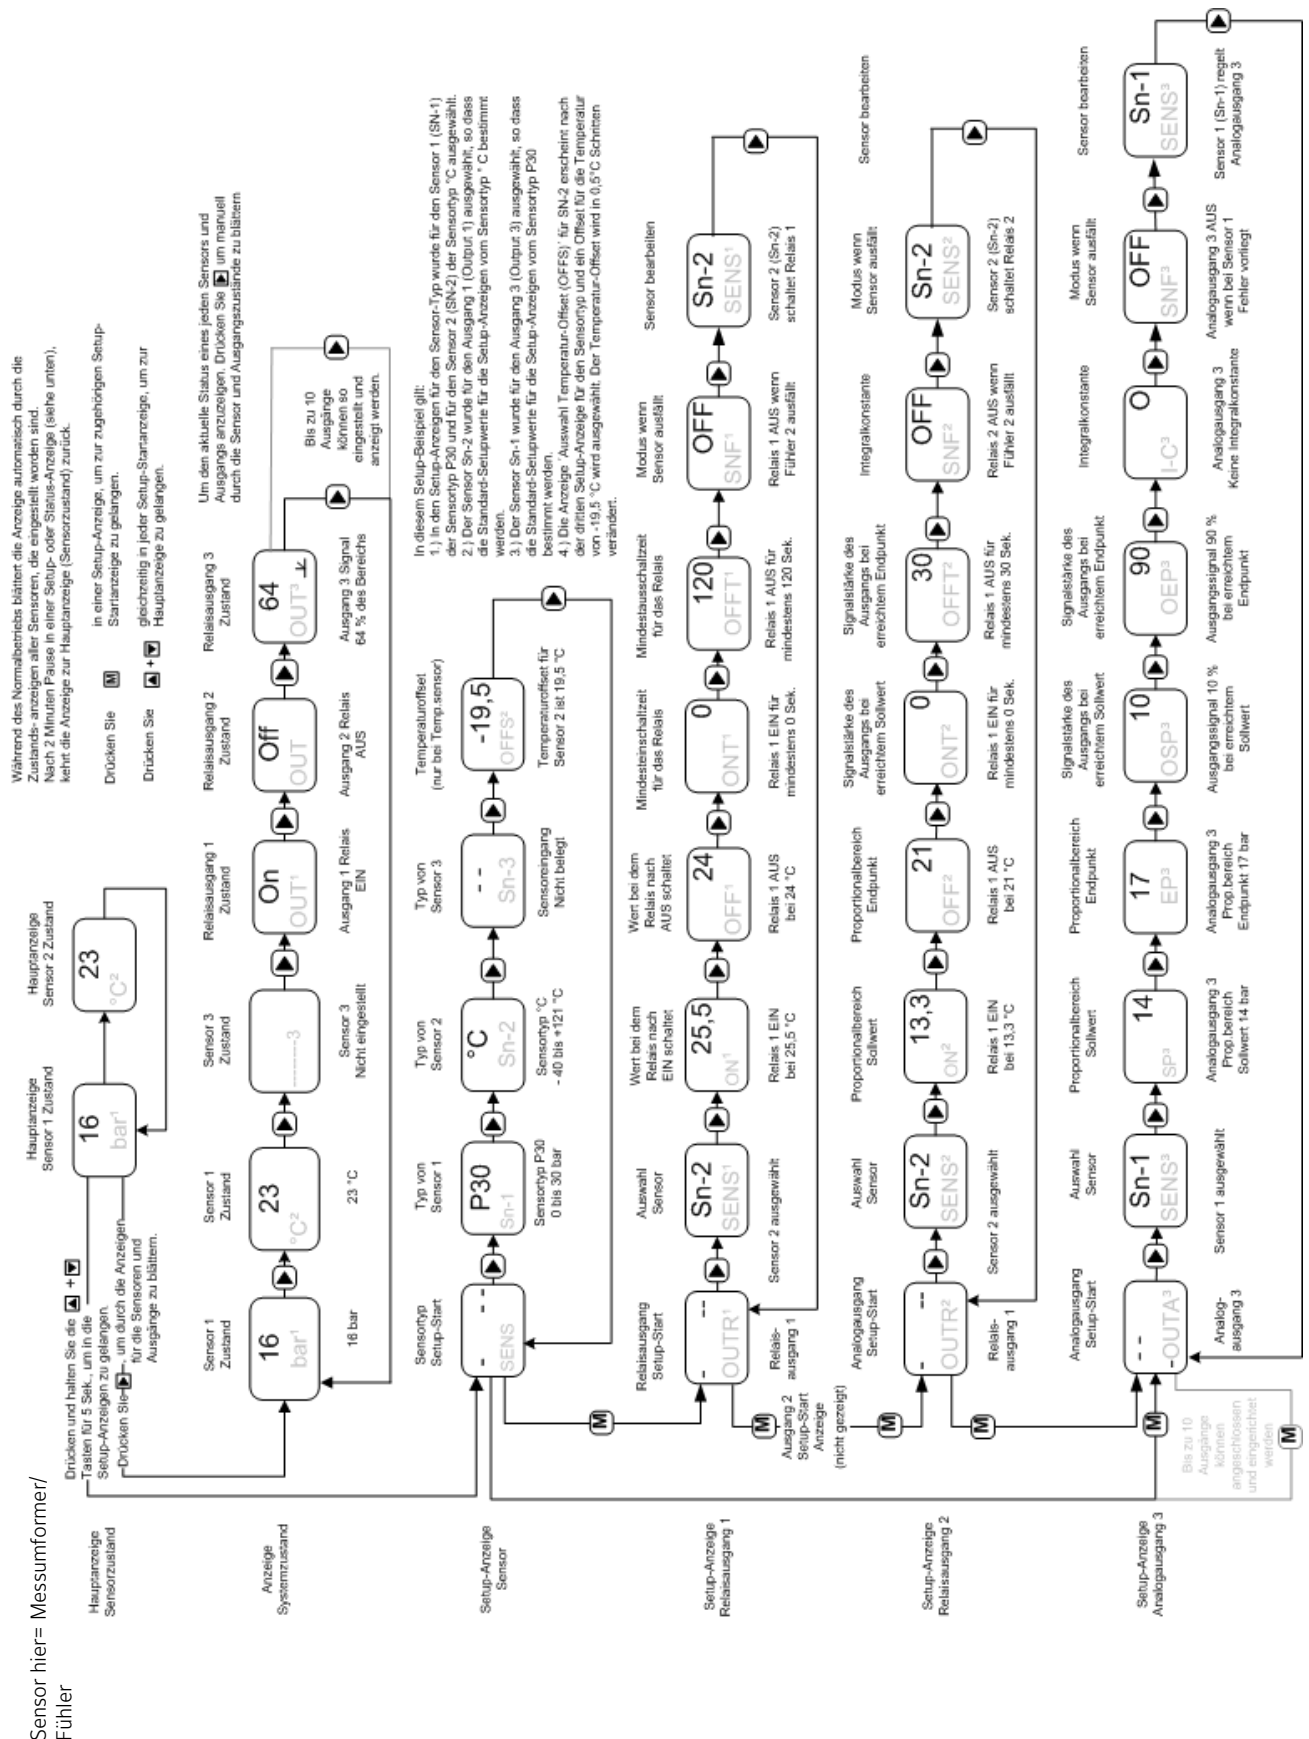 Sensor hier= Messumformer/
Fühler
Während des Normalbetriebs blättert die Anzeige automatisch durch die
Zustands- anzeigen aller Sensoren, die eingestellt worden sind.
Nach 2 Minuten Pause in einer Setup- oder Status-Anzeige (siehe unten),
kehrt die Anzeige zur Hauptanzeige (Sensorzustand) zurück.
Drücken Sie
M
in einer Setup-Anzeige, um zur zugehörigen Setup-
Startanzeige zu gelangen.
Drücken Sie
▲+▼
gleichzeitig in jeder Setup-Startanzeige, um zur
Hauptanzeige zu gelangen.
Hauptanzeige
Sensorzustand
Hauptanzeige
Sensor 1 Zustand
16
bar¹
Hauptanzeige
Sensor 2 Zustand
23
°C²
Drücken und halten Sie die ▲ +▼
Tasten für 5 Sek., um in die
Setup-Anzeigen zu gelangen.
Drücken Sie ▶, um durch die Anzeigen
für die Sensoren und
Ausgänge zu blättern.
Um den aktuelle Status eines jeden Sensors und
Ausgangs anzuzeigen. Drücken Sie ▶ um manuell
durch die Sensor und Ausgangszustände zu blättern
Anzeige
Systemzustand
Sensor 1
Zustand
16
bar¹
16 bar
Sensor 1
Zustand
23
°C²
23 °C
Sensor 3
Zustand
-------3
Sensor 3
Nicht eingestellt
Relaisausgang 1
Zustand
On
OUT¹
Ausgang 1 Relais
EIN
Relaisausgang 2
Zustand
Off
OUT
Ausgang 2 Relais
AUS
Relaisausgang 3
Zustand
64
OUT³
Ausgang 3 Signal
64 % des Bereichs
Bis zu 10
Ausgänge
können so
eingestellt und
anzeigt werden.
Setup-Anzeige
Sensor
Sensortyp
Setup-Start
- --
SENS
Typ von
Sensor 1
P30
Sn-1
Sensortyp P30
0 bis 30 bar
Typ von
Sensor 2
°C
Sn-2
Sensortyp °C
- 40 bis +121 °C
Typ von
Sensor 3
- -
Sn-3
Sensoreingang
Nicht belegt
Temperaturoffset
(nur bei Temp.sensor)
-19,5
OFFS²
Temperaturoffset für
Sensor 2 ist 19,5 °C
In diesem Setup-Beispiel gilt:
1.) In den Setup-Anzeigen für den Sensor-Typ wurde für den Sensor 1 (SN-1)
der Sensortyp P30 und für den Sensor 2 (SN-2) der Sensortyp °C ausgewählt.
2.) Der Sensor Sn-2 wurde für den Ausgang 1 (Output 1) ausgewählt, so dass
die Standard-Setupwerte für die Setup-Anzeigen vom Sensortyp ° C bestimmt
werden.
3.) Der Sensor Sn-1 wurde für den Ausgang 3 (Output 3) ausgewählt, so dass
die Standard-Setupwerte für die Setup-Anzeigen vom Sensortyp P30
bestimmt werden.
4.) Die Anzeige ´Auswahl Temperatur-Offset (OFFS)´ für SN-2 erscheint nach
der dritten Setup-Anzeige für den Sensortyp und ein Offset für die Temperatur
von -19,5 °C wird ausgewählt. Der Temperatur-Offset wird in 0,5°C Schritten
verändert.
Setup-Anzeige
Relaisausgang 1
M
Relaisausgang
Setup-Start
- --
OUTR¹
Relais-
ausgang 1
Auswahl
Sensor
Sn-2
SENS¹
Sensor 2 ausgewählt
Wert bei dem
Relais nach
EIN schaltet
25,5
ON¹
Relais 1 EIN
bei 25,5 °C
Wert bei dem
Relais nach
AUS schaltet
24
OFF¹
Relais 1 AUS
bei 24 °C
Mindesteinschaltzeit
für das Relais
0
ONT¹
Relais 1 EIN für
mindestens 0 Sek.
Mindestausschaltzeit
für das Relais
120
OFFT¹
Relais 1 AUS für
mindestens 120 Sek.
Modus wenn
Sensor ausfällt
OFF
SNF¹
Relais 1 AUS wenn
Fühler 2 ausfällt
Sensor bearbeiten
Sn-2
SENS¹
Sensor 2 (Sn-2)
schaltet Relais 1
M
Ausgang 2
Setup-Start
Anzeige
(nicht gezeigt)
M
Setup-Anzeige
Relaisausgang 2
Analogausgang
Setup-Start
- --
OUTR²
Relais-
ausgang 1
Auswahl
Sensor
Sn-2
SENS²
Sensor 2 ausgewählt
Proportionalbereich
Sollwert
13,3
ON²
Relais 1 EIN
bei 13,3 °C
Proportionalbereich
Endpunkt
21
OFF²
Relais 1 AUS
bei 21 °C
Signalstärke des
Ausgangs bei
erreichtem Sollwert
0
ONT²
Relais 1 EIN für
mindestens 0 Sek.
Signalstärke des
Ausgangs bei
erreichtem Endpunkt
30
OFFT²
Relais 1 AUS für
mindestens 30 Sek.
Integralkonstante
OFF
SNF²
Relais 2 AUS wenn
Fühler 2 ausfällt
Modus wenn
Sensor ausfällt
Sn-2
SENS²
Sensor 2 (Sn-2)
schaltet Relais 2
Sensor bearbeiten
M
Setup-Anzeige
Analogausgang 3
M
Analogausgang
Setup-Start
- --
OUTA³
Analog-
ausgang 3
Auswahl
Sensor
Sn-1
SENS³
Sensor 1 ausgewählt
Proportionalbereich
Sollwert
14
SP³
Analogausgang 3
Prop.bereich
Sollwert 14 bar
Proportionalbereich
Endpunkt
17
EP³
Analogausgang 3
Prop.bereich
Endpunkt 17 bar
Signalstärke des
Ausgangs bei
erreichtem Sollwert
10
OSP³
Ausgangssignal 10 %
bei erreichtem
Sollwert
Signalstärke des
Ausgangs bei
erreichtem Endpunkt
90
OEP³
Ausgangssignal 90 %
bei erreichtem
Endpunkt
Integralkonstante
0
I-C³
Analogausgang 3
Keine Integralkonstante
Modus wenn
Sensor ausfällt
OFF
SNF³
Analogausgang 3 AUS
wenn bei Sensor 1
Fehler vorliegt
Sensor bearbeiten
Sn-1
SENS³
Sensor 1 (Sn-1) regelt
Analogausgang 3
Bis zu 10
Ausgänge
können
angeschlossen
und eingerichtet
werden
M